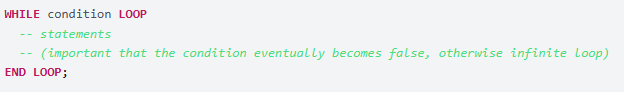 WHILE condition LOOP
-- statements
-- (important that the condition eventually becomes false, otherwise infinite loop)
END LOOP;